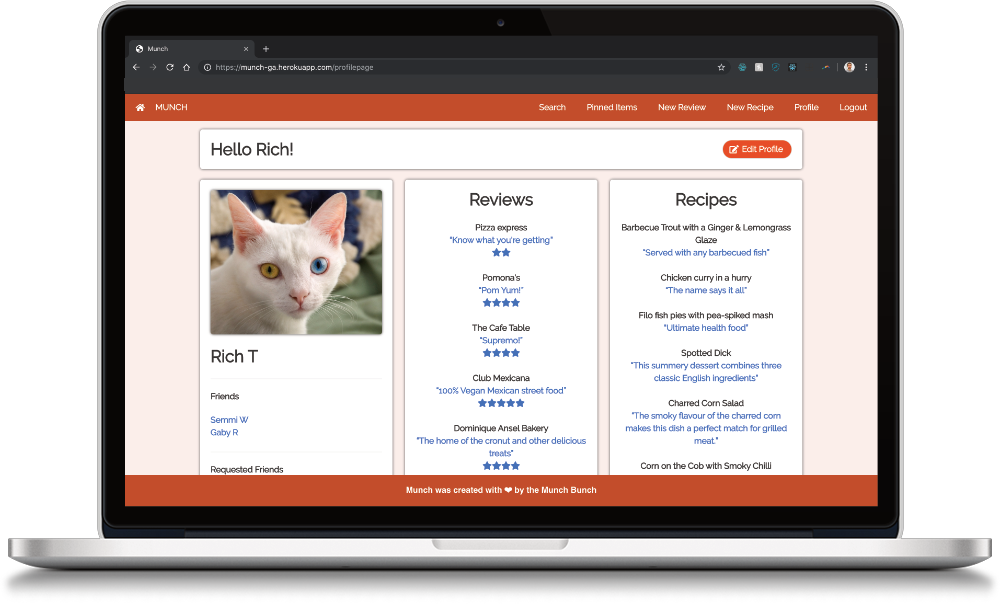 Munch
https://munch-ga.herokuapp.com/profilepage
MUNCH
Search
Pinned Items
New Review
New Recipe
Profile
Logout
Hello Rich!
Edit Profile
Rich T
Friends
Semmi W
Gaby R
Requested Friends
Reviews
Pizza express
"Know what you're getting"
Pomona's
"Pom Yum!"
The Cafe Table
"Supremo!"
Club Mexicana
"100% Vegan Mexican street food"
Dominique Ansel Bakery
"The home of the cronut and other delicious
treats"
Recipes
Barbecue Trout with a Ginger & Lemongrass
Glaze
"Served with any barbecued fish"
Chicken curry in a hurry
"The name says it all"
Filo fish pies with pea-spiked mash
"Ultimate health food"
Spotted Dick
"This summery dessert combines three
classic English ingredients"
Charred Corn Salad
"The smoky flavour of the charred corn
makes this dish a perfect match for grilled
meat."
Corn on the Cob with Smoky Chilli
Munch was created with ❤ by the Munch Bunch